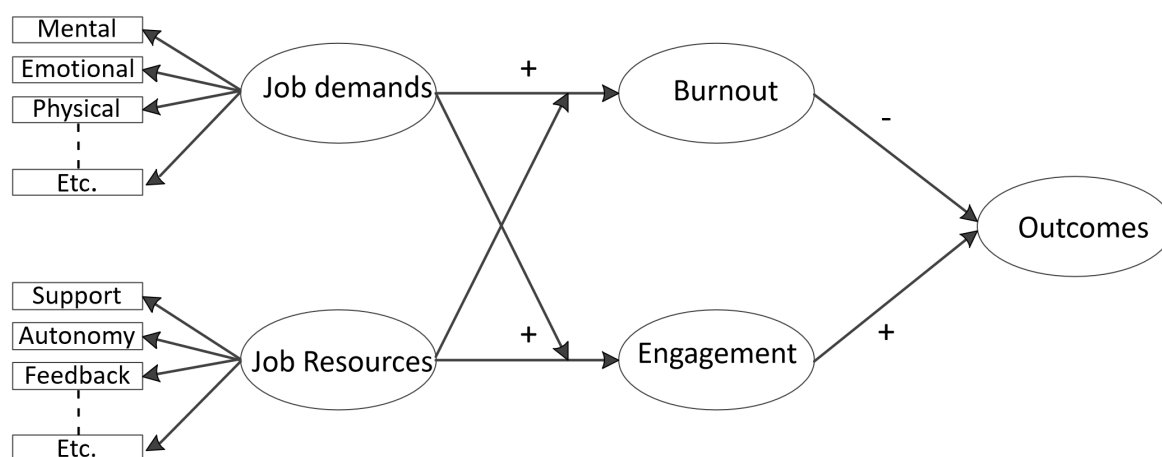 Mental
Emotional
Physical
Etc.
Job demands
+
Burnout
-
Outcomes
Support
Autonomy
Feedback
Etc.
Job Resources
+
Engagement
+